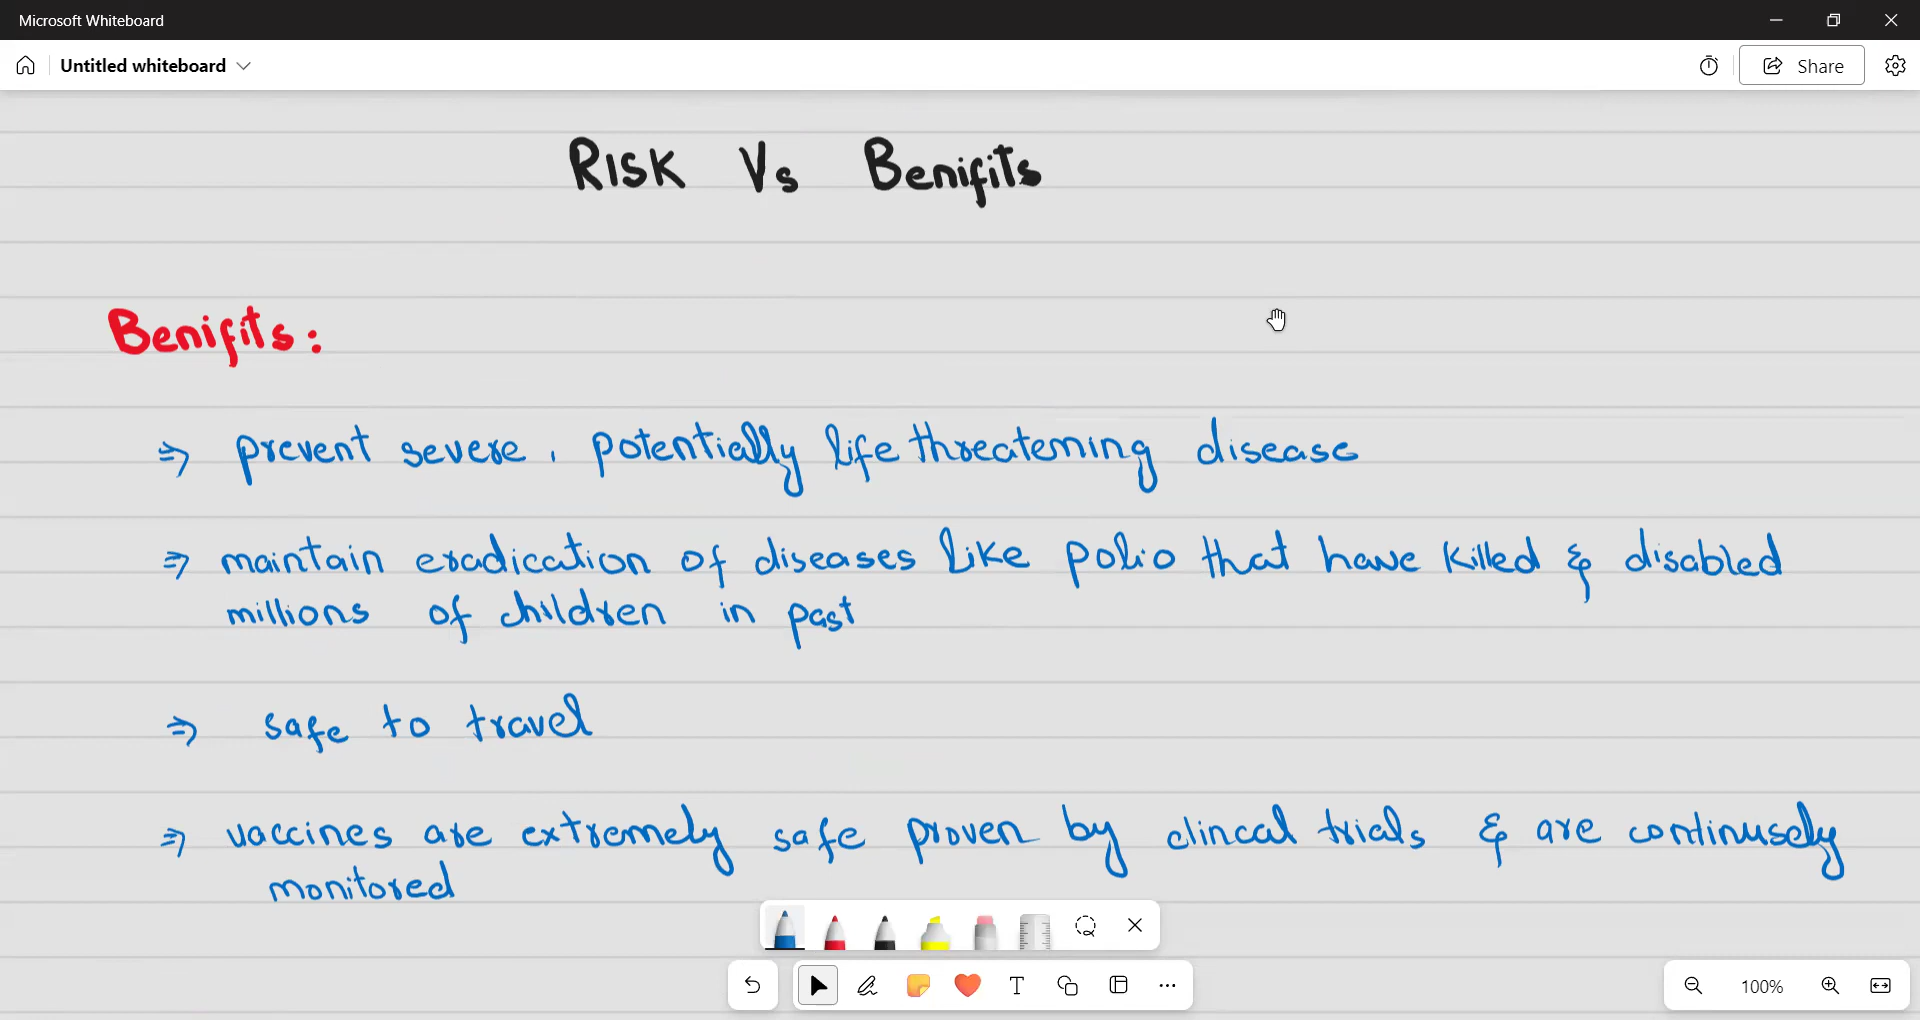 Microsoft Whiteboard
Untitled whiteboard
Share
RISK Vs Benifits
Benifits:
⇒ prevent severe, potentially life threatening disease
⇒ maintain eradication of diseases like polio that have killed & disabled
millions of children in past
⇒ safe to travel
⇒ vaccines are extremely safe proven by clincal trials & are continusely
monitored
100%